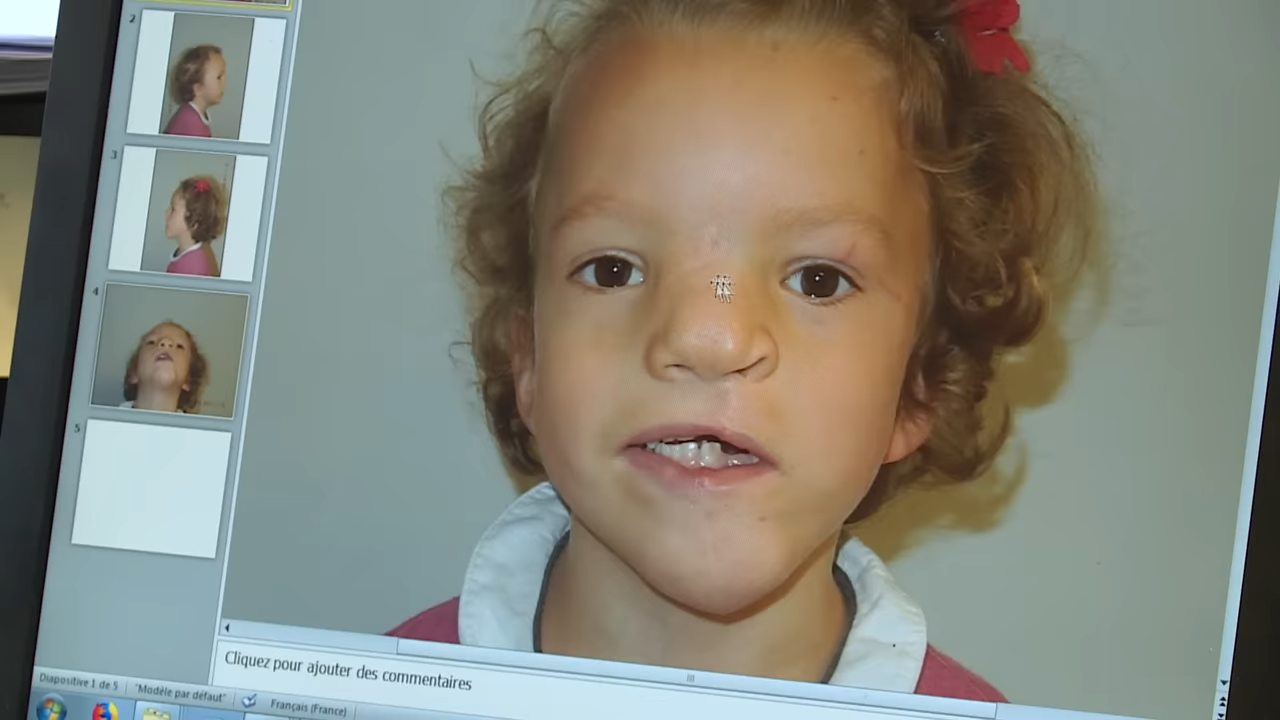 2
3
4
5
Cliquez pour ajouter des commentaires
Diapositive 1 de 5 "Modèle par défaut" Français (France)